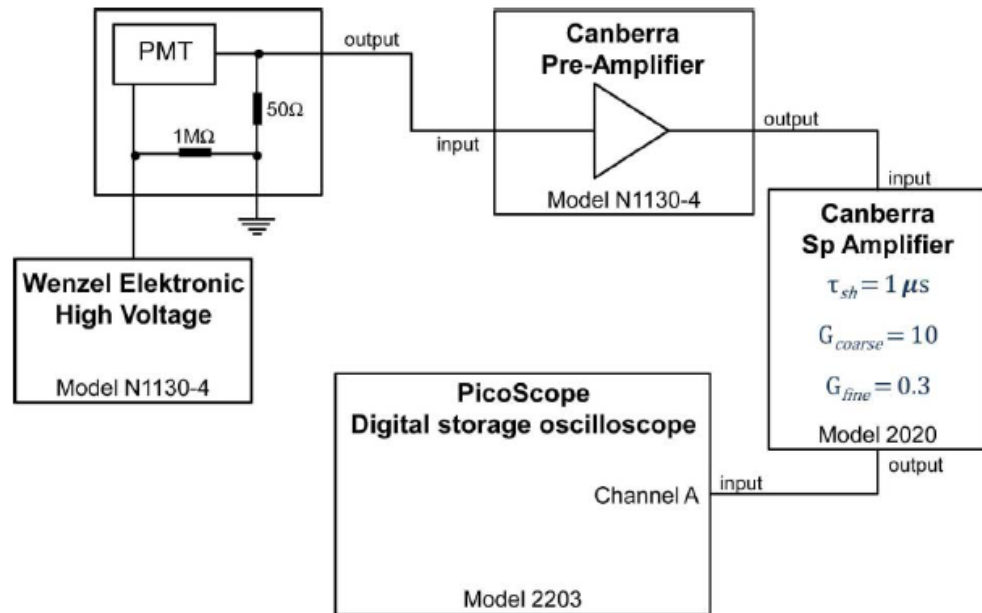 PMT
50Ω
1MΩ
output
Wenzel Elektronic
High Voltage
Model N1130-4
input
Canberra
Pre-Amplifier
Model N1130-4
output
input
Canberra
Sp Amplifier
τsh = 1 μs
Gcoarse = 10
Gfine = 0.3
Model 2020
output
PicoScope
Digital storage oscilloscope
Channel A
input
Model 2203